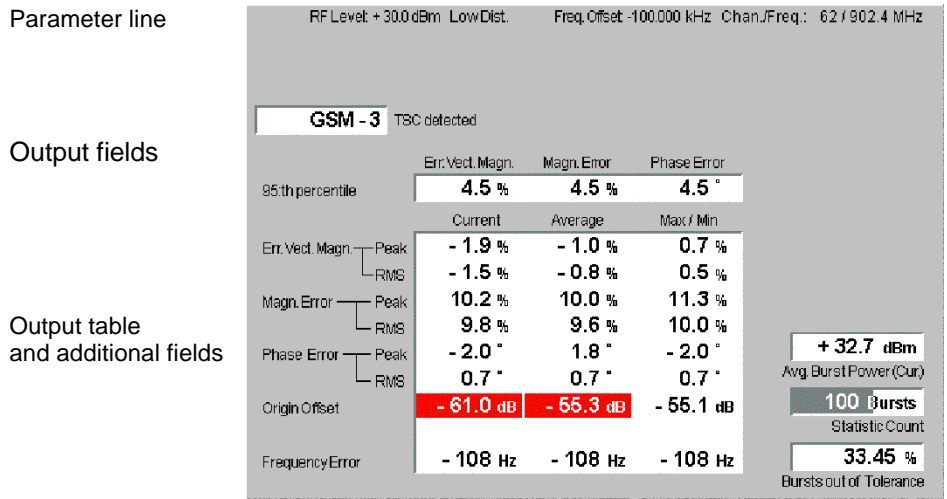 Parameter line
RF Level: + 30.0 dBm Low Dist. Freq. Offset: -100.000 kHz Chan./Freq.: 62 / 902.4 MHz
GSM - 3 TSC detected
Output fields
Err. Vect. Magn. Magn. Error Phase Error
95:th percentile 4.5 % 4.5 % 4.5 °
Current Average Max / Min
Err. Vect. Magn. Peak - 1.9 % - 1.0 % 0.7 %
RMS - 1.5 % - 0.8 % 0.5 %
Magn. Error Peak 10.2 % 10.0 % 11.3 %
RMS 9.8 % 9.6 % 10.0 %
Output table
and additional fields
Phase Error Peak - 2.0 ° 1.8 ° - 2.0 °
RMS 0.7 ° 0.7 ° 0.7 °
Origin Offset - 61.0 dB - 55.3 dB - 55.1 dB
Frequency Error - 108 Hz - 108 Hz - 108 Hz
+ 32.7 dBm
Avg. Burst Power (Cur.)
100 Bursts
Statistic Count
33.45 %
Bursts out of Tolerance